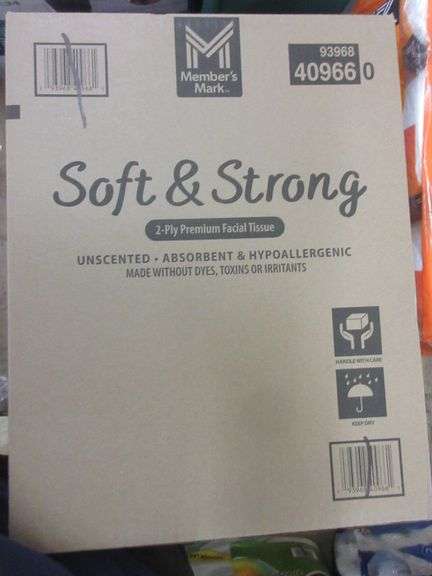 Member's
Mark™
93968
40966 0
Soft & Strong
2-Ply Premium Facial Tissue
UNSCENTED • ABSORBENT & HYPOALLERGENIC
MADE WITHOUT DYES, TOXINS OR IRRITANTS
HANDLE WITH CARE
KEEP DRY